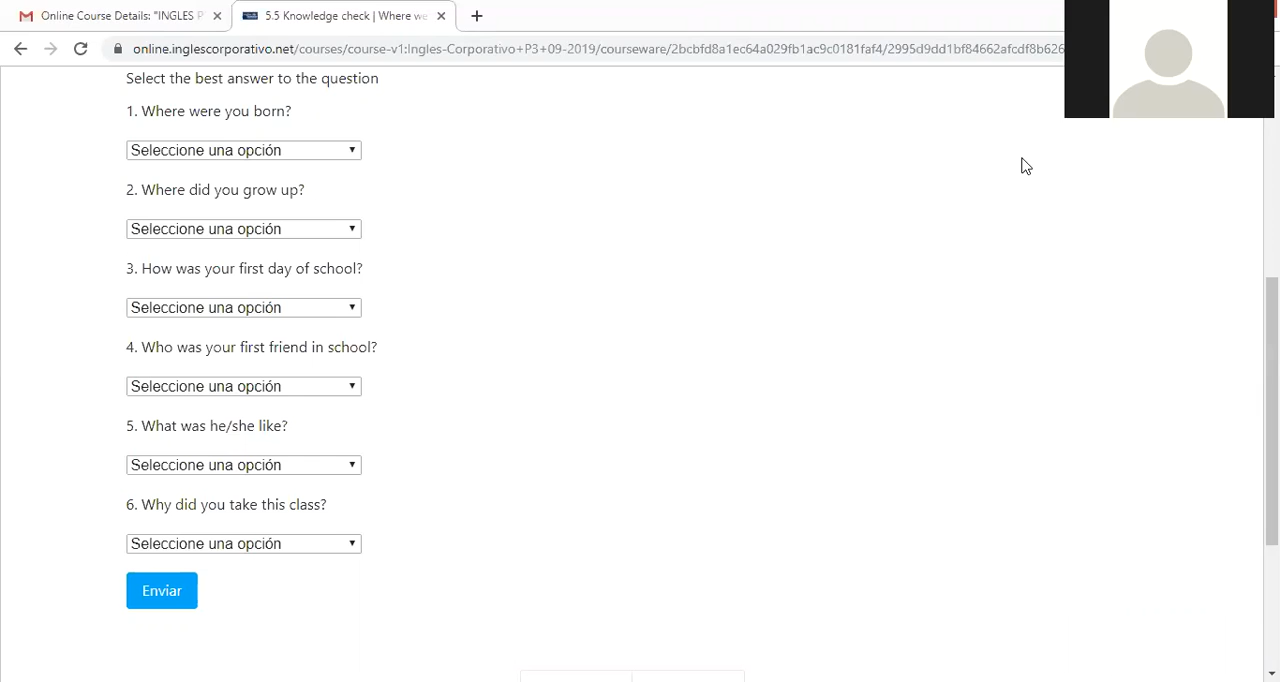 Online Course Details: "INGLES P
5.5 Knowledge check | Where we
online.inglescorporativo.net/courses/course-v1:Ingles-Corporativo+P3+09-2019/courseware/2bcbfd8a1ec64a029fb1ac9c0181faf4/2995d9dd1bf84662afcdf8b626
Select the best answer to the question
1. Where were you born?
Seleccione una opción
2. Where did you grow up?
Seleccione una opción
3. How was your first day of school?
Seleccione una opción
4. Who was your first friend in school?
Seleccione una opción
5. What was he/she like?
Seleccione una opción
6. Why did you take this class?
Seleccione una opción
Enviar